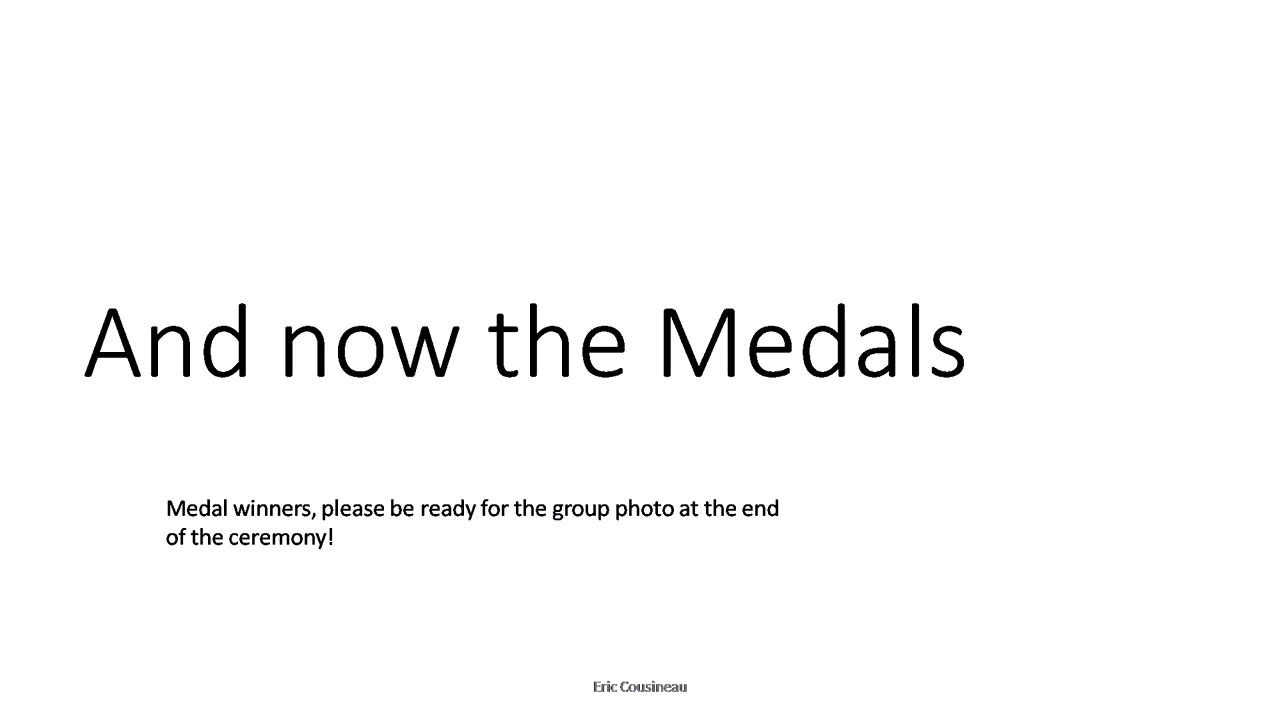 And now the Medals
Medal winners, please be ready for the group photo at the end
of the ceremony!
Eric Cousineau